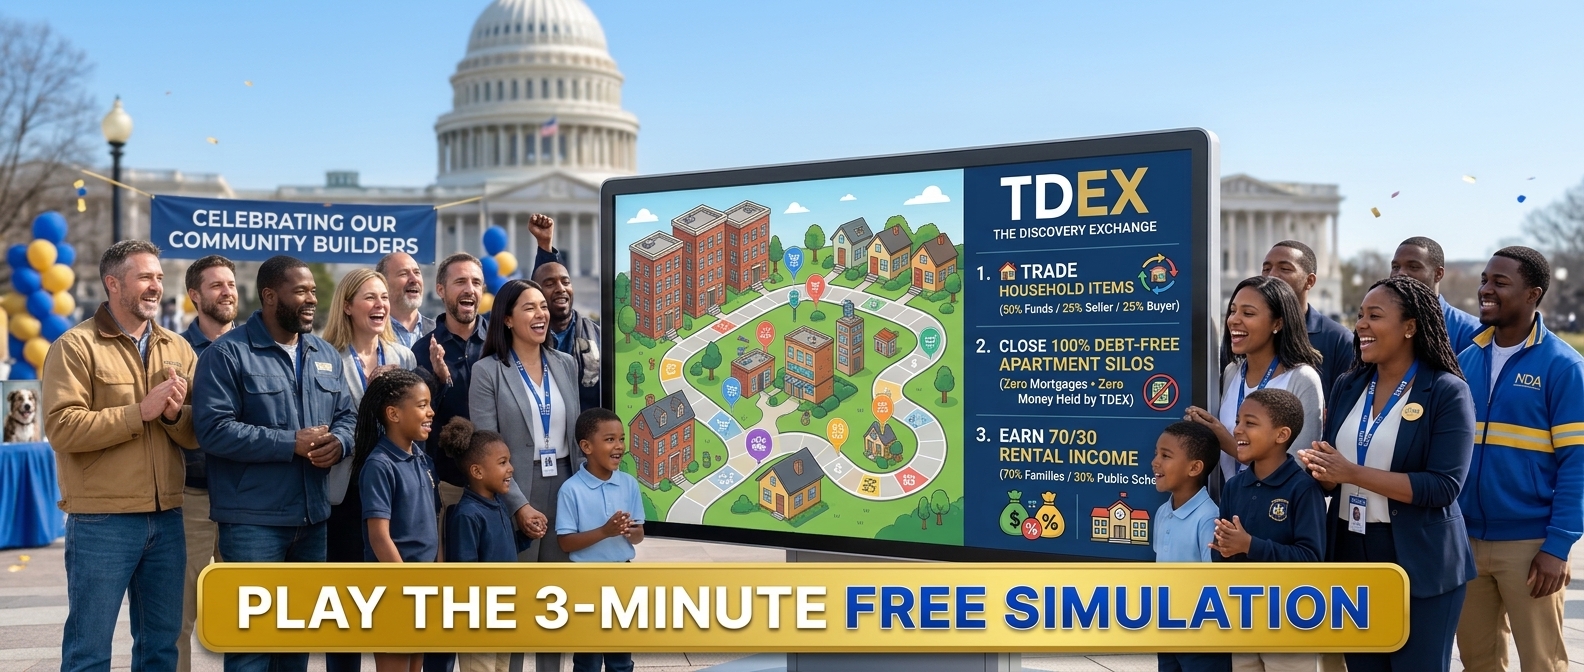 CELEBRATING OUR
COMMUNITY BUILDERS
TDEX
THE DISCOVERY EXCHANGE
1. TRADE
HOUSEHOLD ITEMS
(50% Funds / 25% Seller / 25% Buyer)
2. CLOSE 100% DEBT-FREE
APARTMENT SILOS
(Zero Mortgages • Zero
Money Heid by TDEX)
3. EARN 70/30
RENTAL INCOME
(70% Families / 30% Public Sche
$ % %
NDA
PLAY THE 3-MINUTE FREE SIMULATION